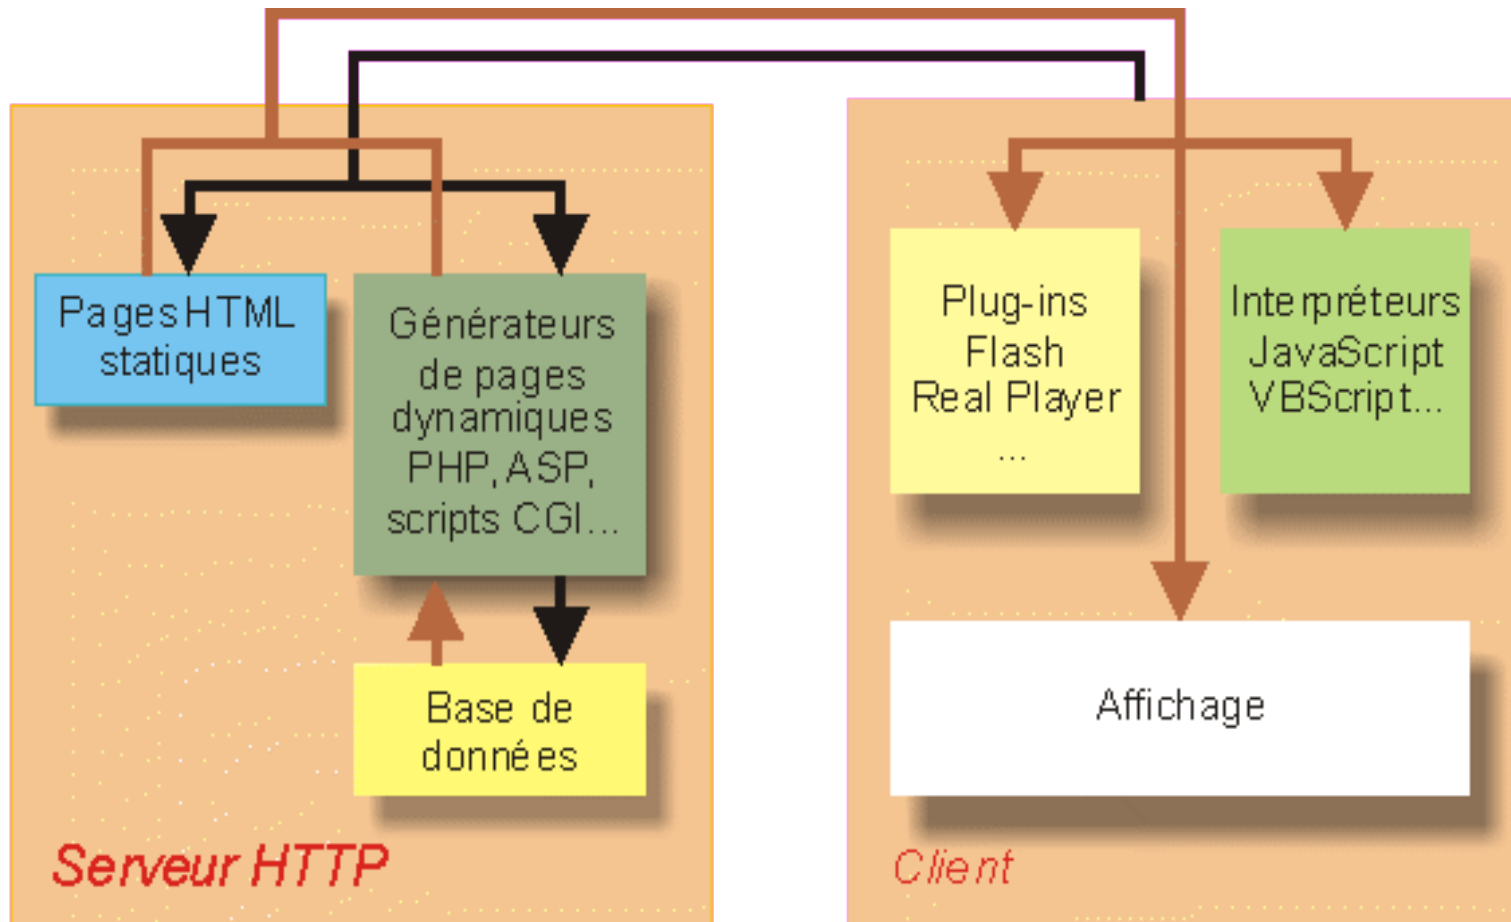 Pages HTML
statiques
Générateurs
de pages
dynamiques
PHP, ASP,
scripts CGI...
Base de
données
Serveur HTTP
Plug-ins
Flash
Real Player
...
Interpréteurs
JavaScript
VBScript...
Affichage
Client